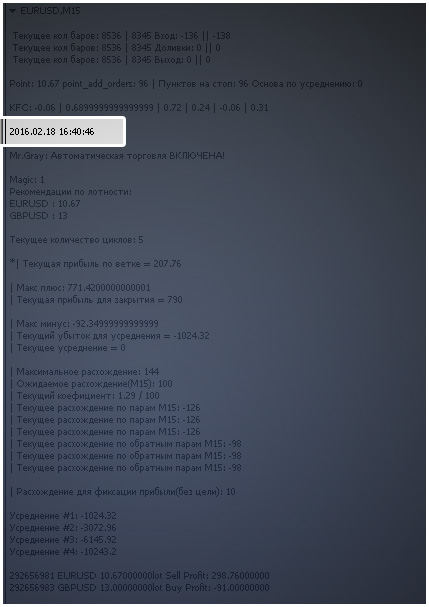 ▼ EURUSD,M15
Текущее кол баров: 8536 | 8345 Вход: -136 || -138
Текущее кол баров: 8536 | 8345 Доливки: 0 || 0
Текущее кол баров: 8536 | 8345 Выход: 0 || 0
Point: 10.67 point_add_orders: 96 | Пунктов на стоп: 96 Основа по усреднению: 0
KFC: -0.06 | 0.6899999999999999 | 0.72 | 0.24 | -0.06 | 0.31
2016.02.18 16:40:46
Mr.Gray: Автоматическая торговля ВКЛЮЧЕНА!
Magic: 1
Рекомендации по лотности:
EURUSD : 10.67
GBPUSD : 13
Текущее количество циклов: 5
*| Текущая прибыль по ветке = 207.76
| Макс плюс: 771.4200000000001
| Текущая прибыль для закрытия = 790
| Макс минус: -92.34999999999999
| Текущий убыток для усреднения = -1024.32
| Текущее усреднение = 0
| Максимальное расхождение: 144
| Ожидаемое расхождение(M15): 100
| Текущий коефициент: 1.29 / 100
| Текущее расхождение по парам M15: -126
| Текущее расхождение по парам M15: -126
| Текущее расхождение по парам M15: -126
| Текущее расхождение по обратным парам M15: -98
| Текущее расхождение по обратным парам M15: -98
| Текущее расхождение по обратным парам M15: -98
| Расхождение для фиксации прибыли(без цели): 10
Усреднение #1: -1024.32
Усреднение #2: -3072.96
Усреднение #3: -6145.92
Усреднение #4: -10243.2
292656981 EURUSD 10.67000000lot Sell Profit: 298.76000000
292656983 GBPUSD 13.00000000lot Buy Profit: -91.00000000